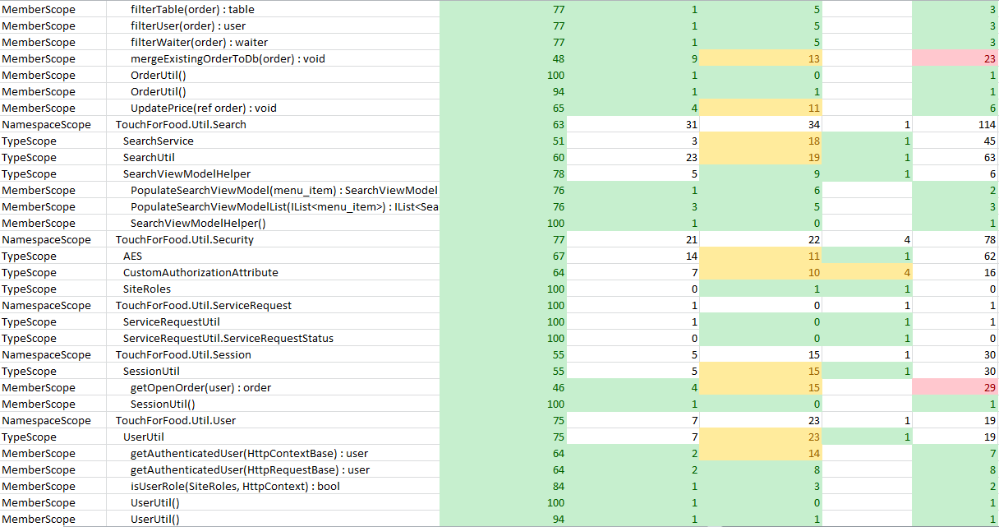 MemberScope filterTable(order) : table 77 1 5 3
MemberScope filterUser(order) : user 77 1 5 3
MemberScope filterWaiter(order) : waiter 77 1 5 3
MemberScope mergeExistingOrderToDb(order) : void 48 9 13 23
MemberScope OrderUtil() 100 1 0 1
MemberScope OrderUtil() 94 1 1 1
MemberScope UpdatePrice(ref order) : void 65 4 11 6
NamespaceScope TouchForFood.Util.Search 63 31 34 1 114
TypeScope SearchService 51 3 18 1 45
TypeScope SearchUtil 60 23 19 1 63
TypeScope SearchViewModelHelper 78 5 9 1 6
MemberScope PopulateSearchViewModel(menu_item) : SearchViewModel 76 1 6 2
MemberScope PopulateSearchViewModelList(IList<menu_item>) : IList<Sea 76 3 5 3
MemberScope SearchViewModelHelper() 100 1 0 1
NamespaceScope TouchForFood.Util.Security 77 21 22 4 78
TypeScope AES 67 14 11 1 62
TypeScope CustomAuthorizationAttribute 64 7 10 4 16
TypeScope SiteRoles 100 0 1 1 0
NamespaceScope TouchForFood.Util.ServiceRequest 100 1 0 1 1
TypeScope ServiceRequestUtil 100 1 0 1 1
TypeScope ServiceRequestUtil.ServiceRequestStatus 100 0 0 1 0
NamespaceScope TouchForFood.Util.Session 55 5 15 1 30
TypeScope SessionUtil 55 5 15 1 30
MemberScope getOpenOrder(user) : order 46 4 15 29
MemberScope SessionUtil() 100 1 0 1
NamespaceScope TouchForFood.Util.User 75 7 23 1 19
TypeScope UserUtil 75 7 23 1 19
MemberScope getAuthenticatedUser(HttpContextBase) : user 64 2 14 7
MemberScope getAuthenticatedUser(HttpRequestBase) : user 64 2 8 8
MemberScope isUserRole(SiteRoles, HttpContext) : bool 84 1 3 2
MemberScope UserUtil() 100 1 0 1
MemberScope UserUtil() 94 1 1 1